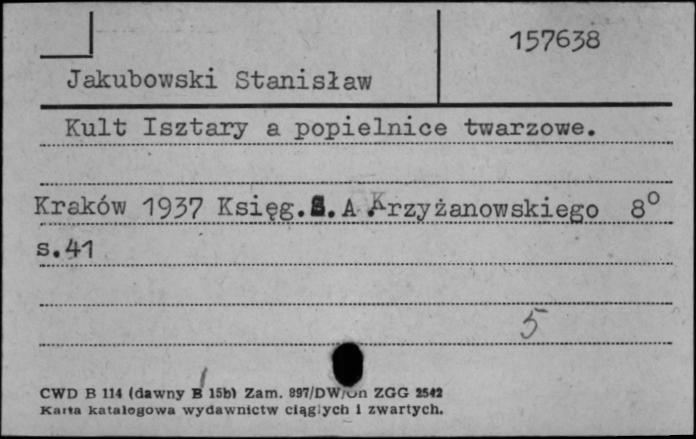 157638
Jakubowski Stanisław
Kult Isztary a popielnice twarzowe.
Kraków 1937 Księg. S. A. Krzyżanowskiego 8°
s.41
5
CWD B 114 (dawny B 15b) Zam. 897/DW/Jn ZGG 2542
Karta katalogowa wydawnictw ciągłych i zwartych.